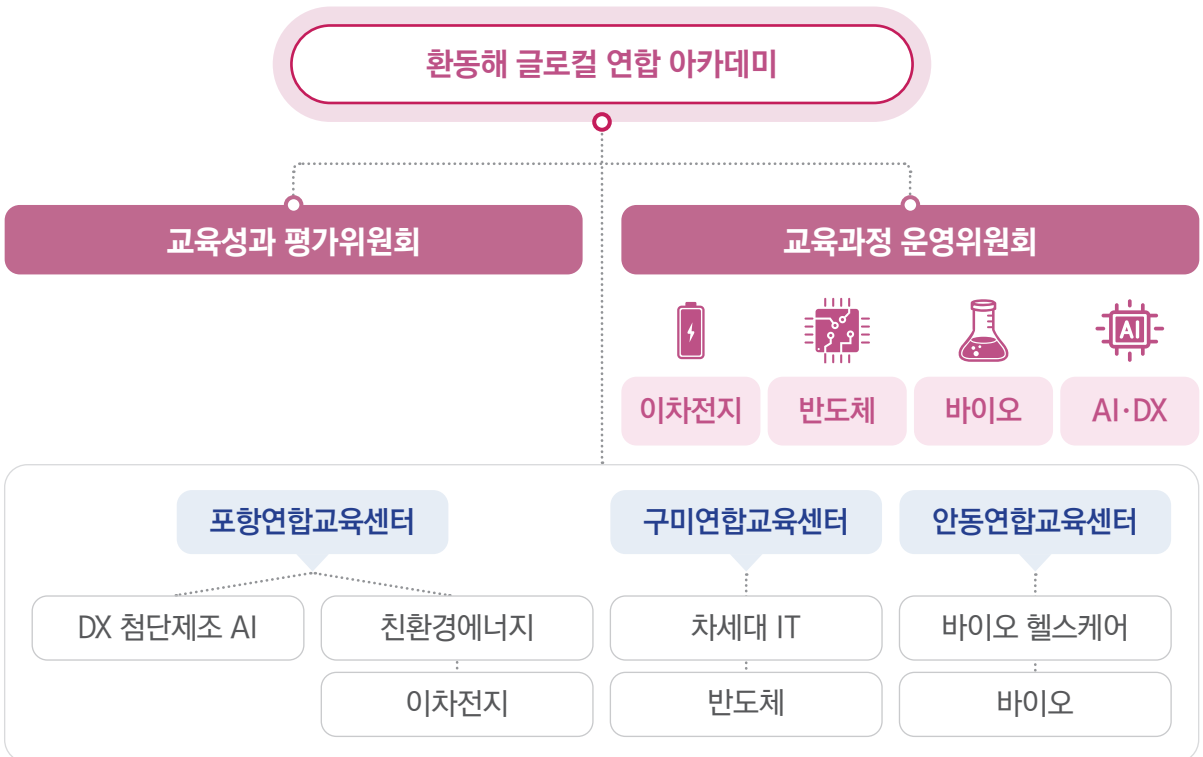 환동해 글로컬 연합 아카데미
교육성과 평가위원회
교육과정 운영위원회
AI
이차전지
반도체
바이오
AI·DX
포항연합교육센터
구미연합교육센터
안동연합교육센터
DX 첨단제조 AI
친환경에너지
차세대 IT
바이오 헬스케어
이차전지
반도체
바이오